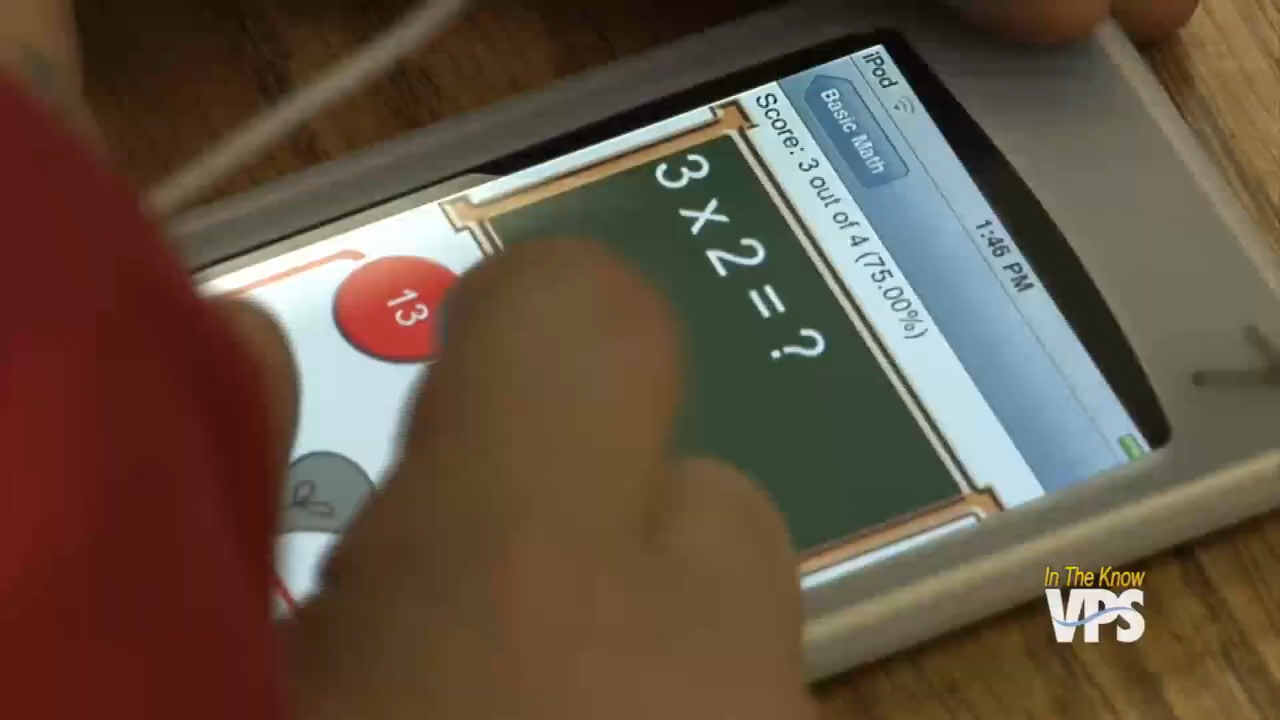 iPod 1:46 PM
Basic Math
Score: 3 out of 4 (75.00%)
3 x 2 = ?
13
In The Know
VPS